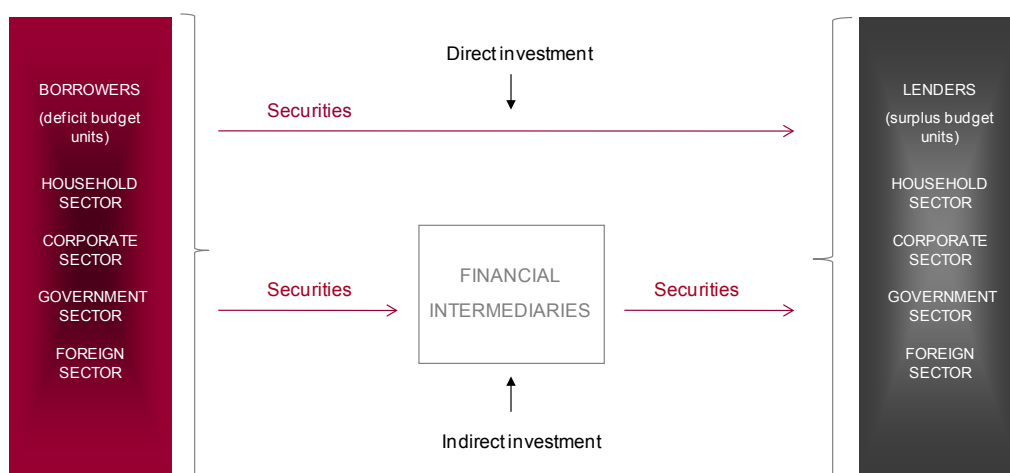 BORROWERS
(deficit budget
units)
HOUSEHOLD
SECTOR
CORPORATE
SECTOR
GOVERNMENT
SECTOR
FOREIGN
SECTOR
Direct investment
Securities
Securities
FINANCIAL
INTERMEDIARIES
Securities
Indirect investment
LENDERS
(surplus budget
units)
HOUSEHOLD
SECTOR
CORPORATE
SECTOR
GOVERNMENT
SECTOR
FOREIGN
SECTOR